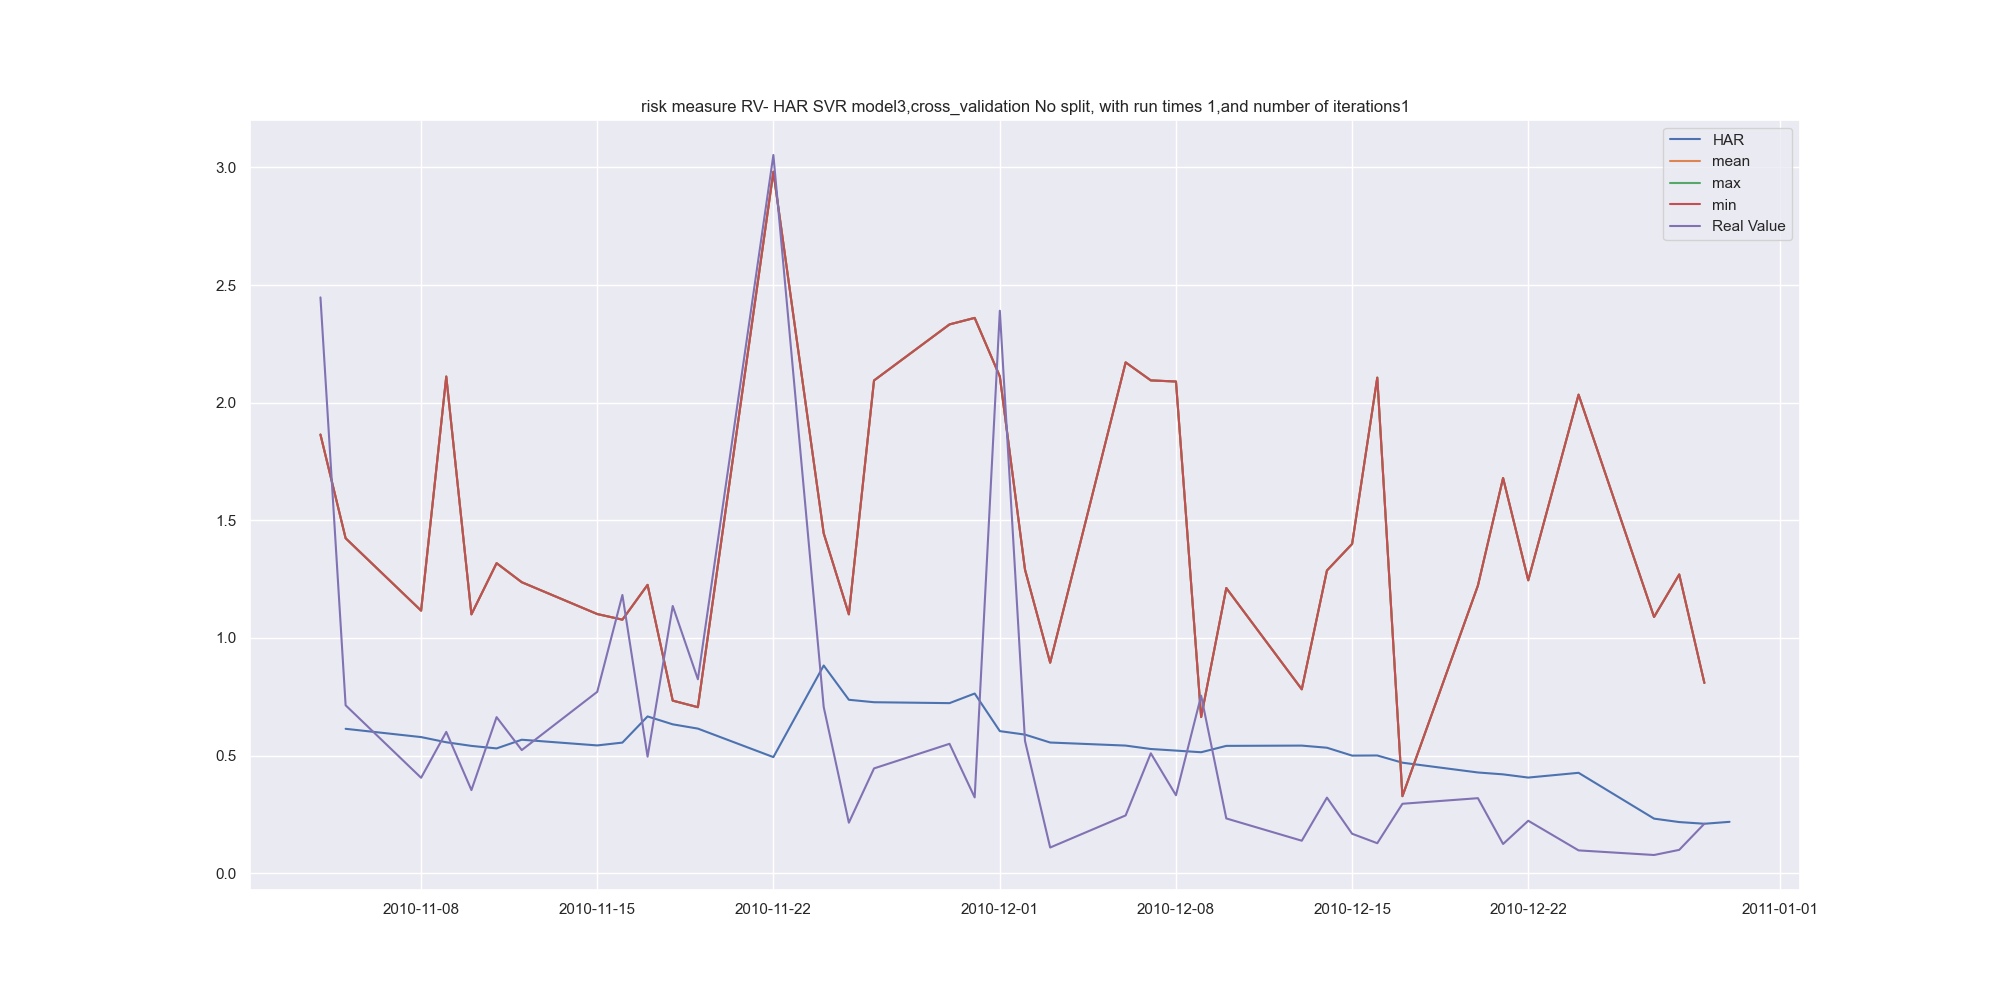 risk measure RV- HAR SVR model3,cross_validation No split, with run times 1,and number of iterations1
HAR
mean
max
min
Real Value
3.0
2.5
2.0
1.5
1.0
0.5
0.0
2010-11-08
2010-11-15
2010-11-22
2010-12-01
2010-12-08
2010-12-15
2010-12-22
2011-01-01